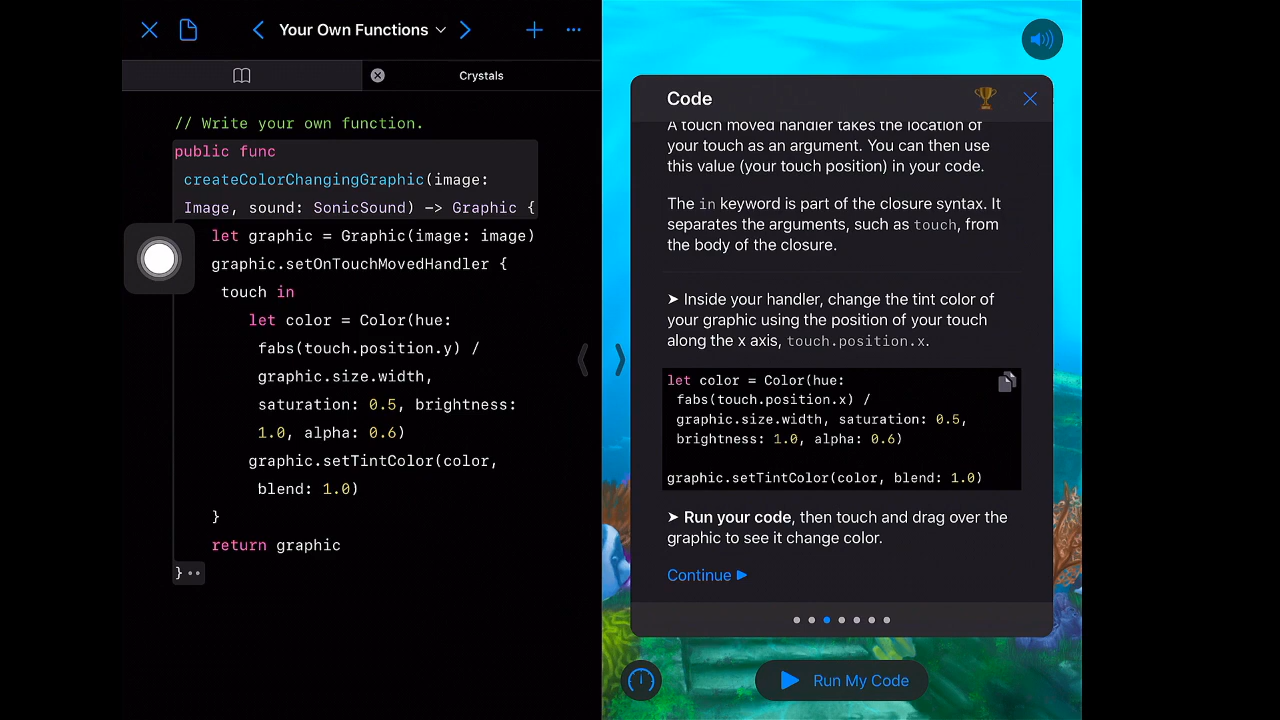 Your Own Functions
Crystals
// Write your own function.
public func
createColorChangingGraphic(image:
Image, sound: SonicSound) -> Graphic {
let graphic = Graphic(image: image)
graphic.setOnTouchMovedHandler {
touch in
let color = Color(hue:
fabs(touch.position.y) /
graphic.size.width,
saturation: 0.5, brightness:
1.0, alpha: 0.6)
graphic.setTintColor(color,
blend: 1.0)
}
return graphic
}
Code
A touch moved handler takes the location of
your touch as an argument. You can then use
this value (your touch position) in your code.
The in keyword is part of the closure syntax. It
separates the arguments, such as touch, from
the body of the closure.
➤ Inside your handler, change the tint color of
your graphic using the position of your touch
along the x axis, touch.position.x.
let color = Color(hue:
fabs(touch.position.x) /
graphic.size.width, saturation: 0.5,
brightness: 1.0, alpha: 0.6)
graphic.setTintColor(color, blend: 1.0)
➤ Run your code, then touch and drag over the
graphic to see it change color.
Continue
Run My Code